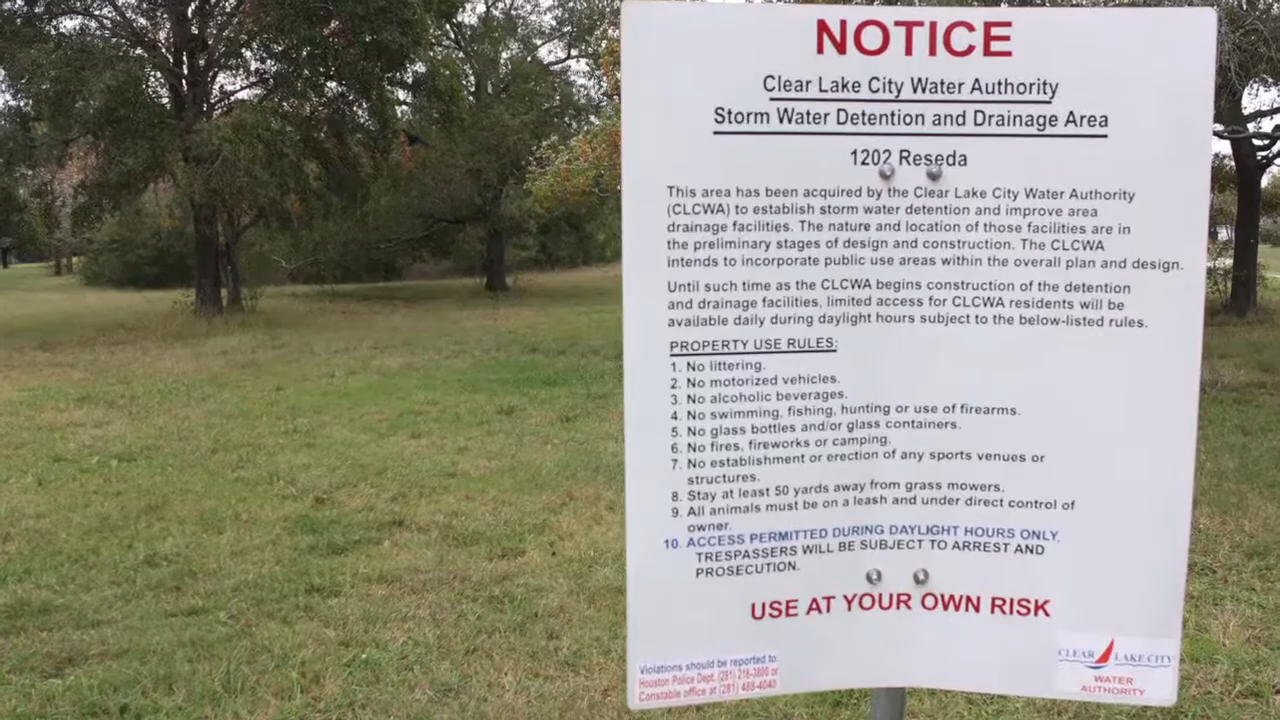 NOTICE
Clear Lake City Water Authority
Storm Water Detention and Drainage Area
1202 Reseda
This area has been acquired by the Clear Lake City Water Authority
(CLCWA) to establish storm water detention and improve area
drainage facilities. The nature and location of those facilities are in
the preliminary stages of design and construction. The CLCWA
intends to incorporate public use areas within the overall plan and design.
Until such time as the CLCWA begins construction of the detention
and drainage facilities, limited access for CLCWA residents will be
available daily during daylight hours subject to the below-listed rules.
PROPERTY USE RULES:
1. No littering.
2. No motorized vehicles.
3. No alcoholic beverages.
4. No swimming, fishing, hunting or use of firearms.
5. No glass bottles and/or glass containers.
6. No fires, fireworks or camping.
7. No establishment or erection of any sports venues or
structures.
8. Stay at least 50 yards away from grass mowers.
9. All animals must be on a leash and under direct control of
owner.
10. ACCESS PERMITTED DURING DAYLIGHT HOURS ONLY.
TRESPASSERS WILL BE SUBJECT TO ARREST AND
PROSECUTION.
USE AT YOUR OWN RISK
Violations should be reported to:
Houston Police Dept. (281) 218-3800 or
Constable office at (281) 488-4040
CLEAR LAKE CITY
WATER
AUTHORITY